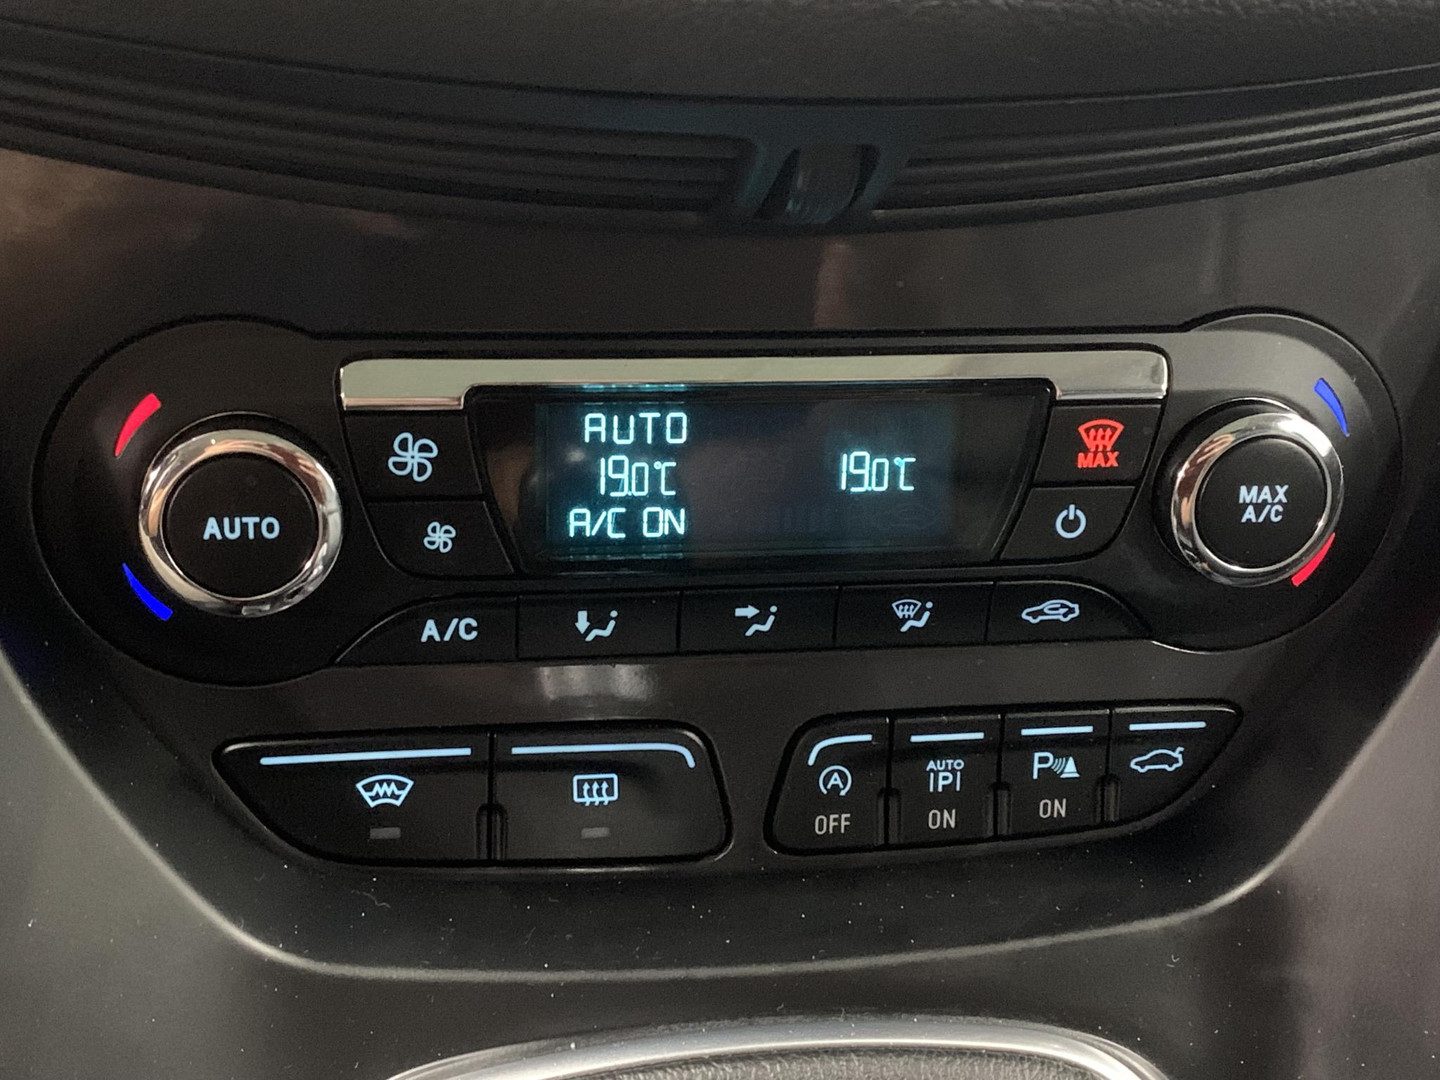 AUTO
19.0°C 19.0°C
A/C ON
AUTO
MAX
MAX
A/C
A/C
A
OFF
AUTO
P
ON
P
ON